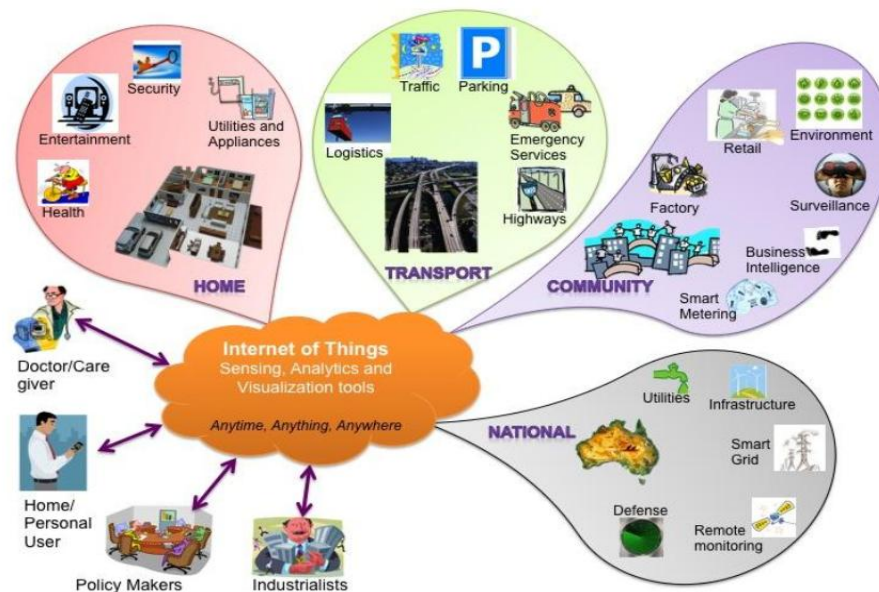 Security
Entertainment
Utilities and
Appliances
Health
HOME
Traffic
P
Parking
Logistics
Emergency
Services
Highways
TRANSPORT
Retail
Environment
Factory
Surveillance
Business
Intelligence
COMMUNITY
Smart
Metering
Internet of Things
Sensing, Analytics and
Visualization tools
Anytime, Anything, Anywhere
Doctor/Care
giver
Home/
Personal
User
Policy Makers
Industrialists
NATIONAL
Utilities
Infrastructure
Smart
Grid
Defense
Remote
monitoring